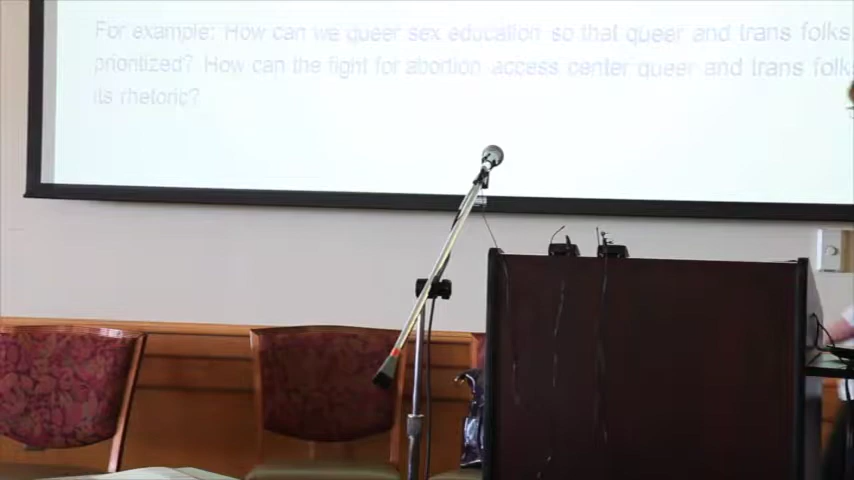 For example: How can we queer sex education so that queer and trans folks
prioritized? How can the fight for abortion access center queer and trans folks
its rhetoric?